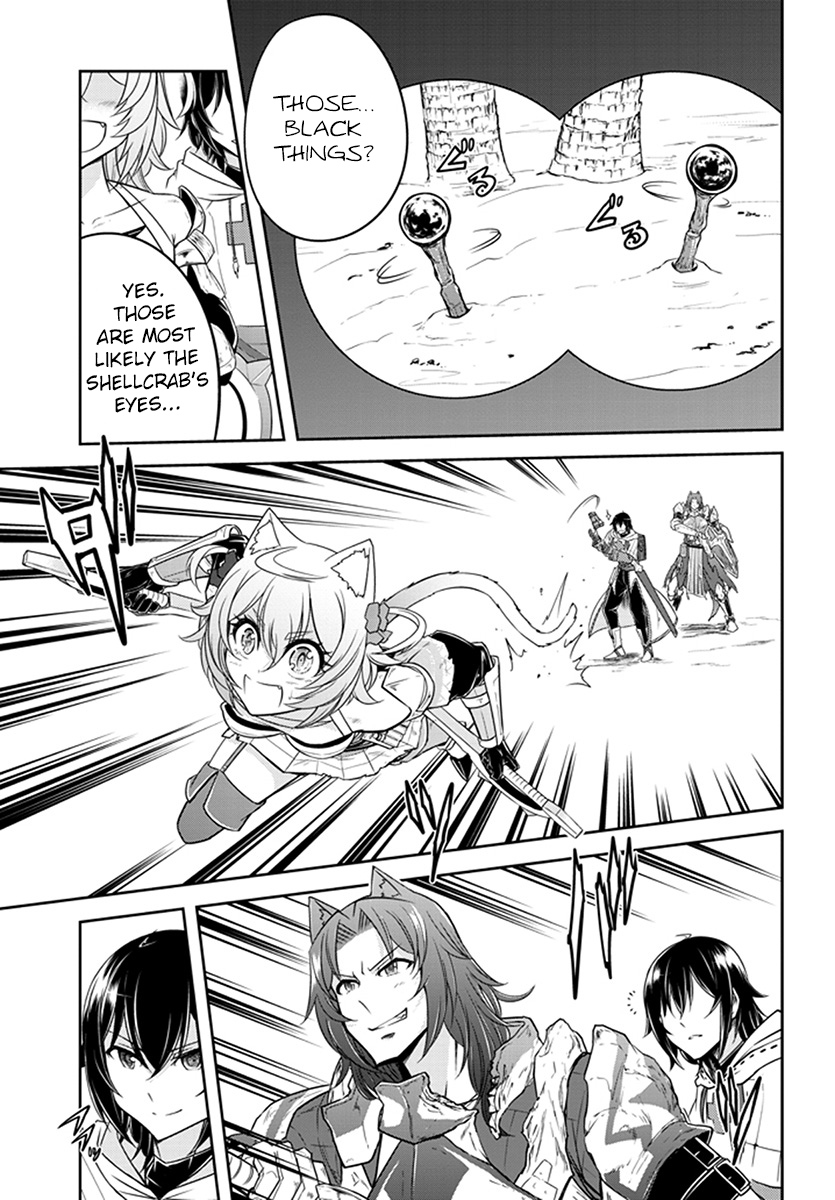 THOSE...
BLACK
THINGS?
ぐる
ぐる
YES.
THOSE
ARE MOST
LIKELY THE
SHELLCRAB'S
EYES...